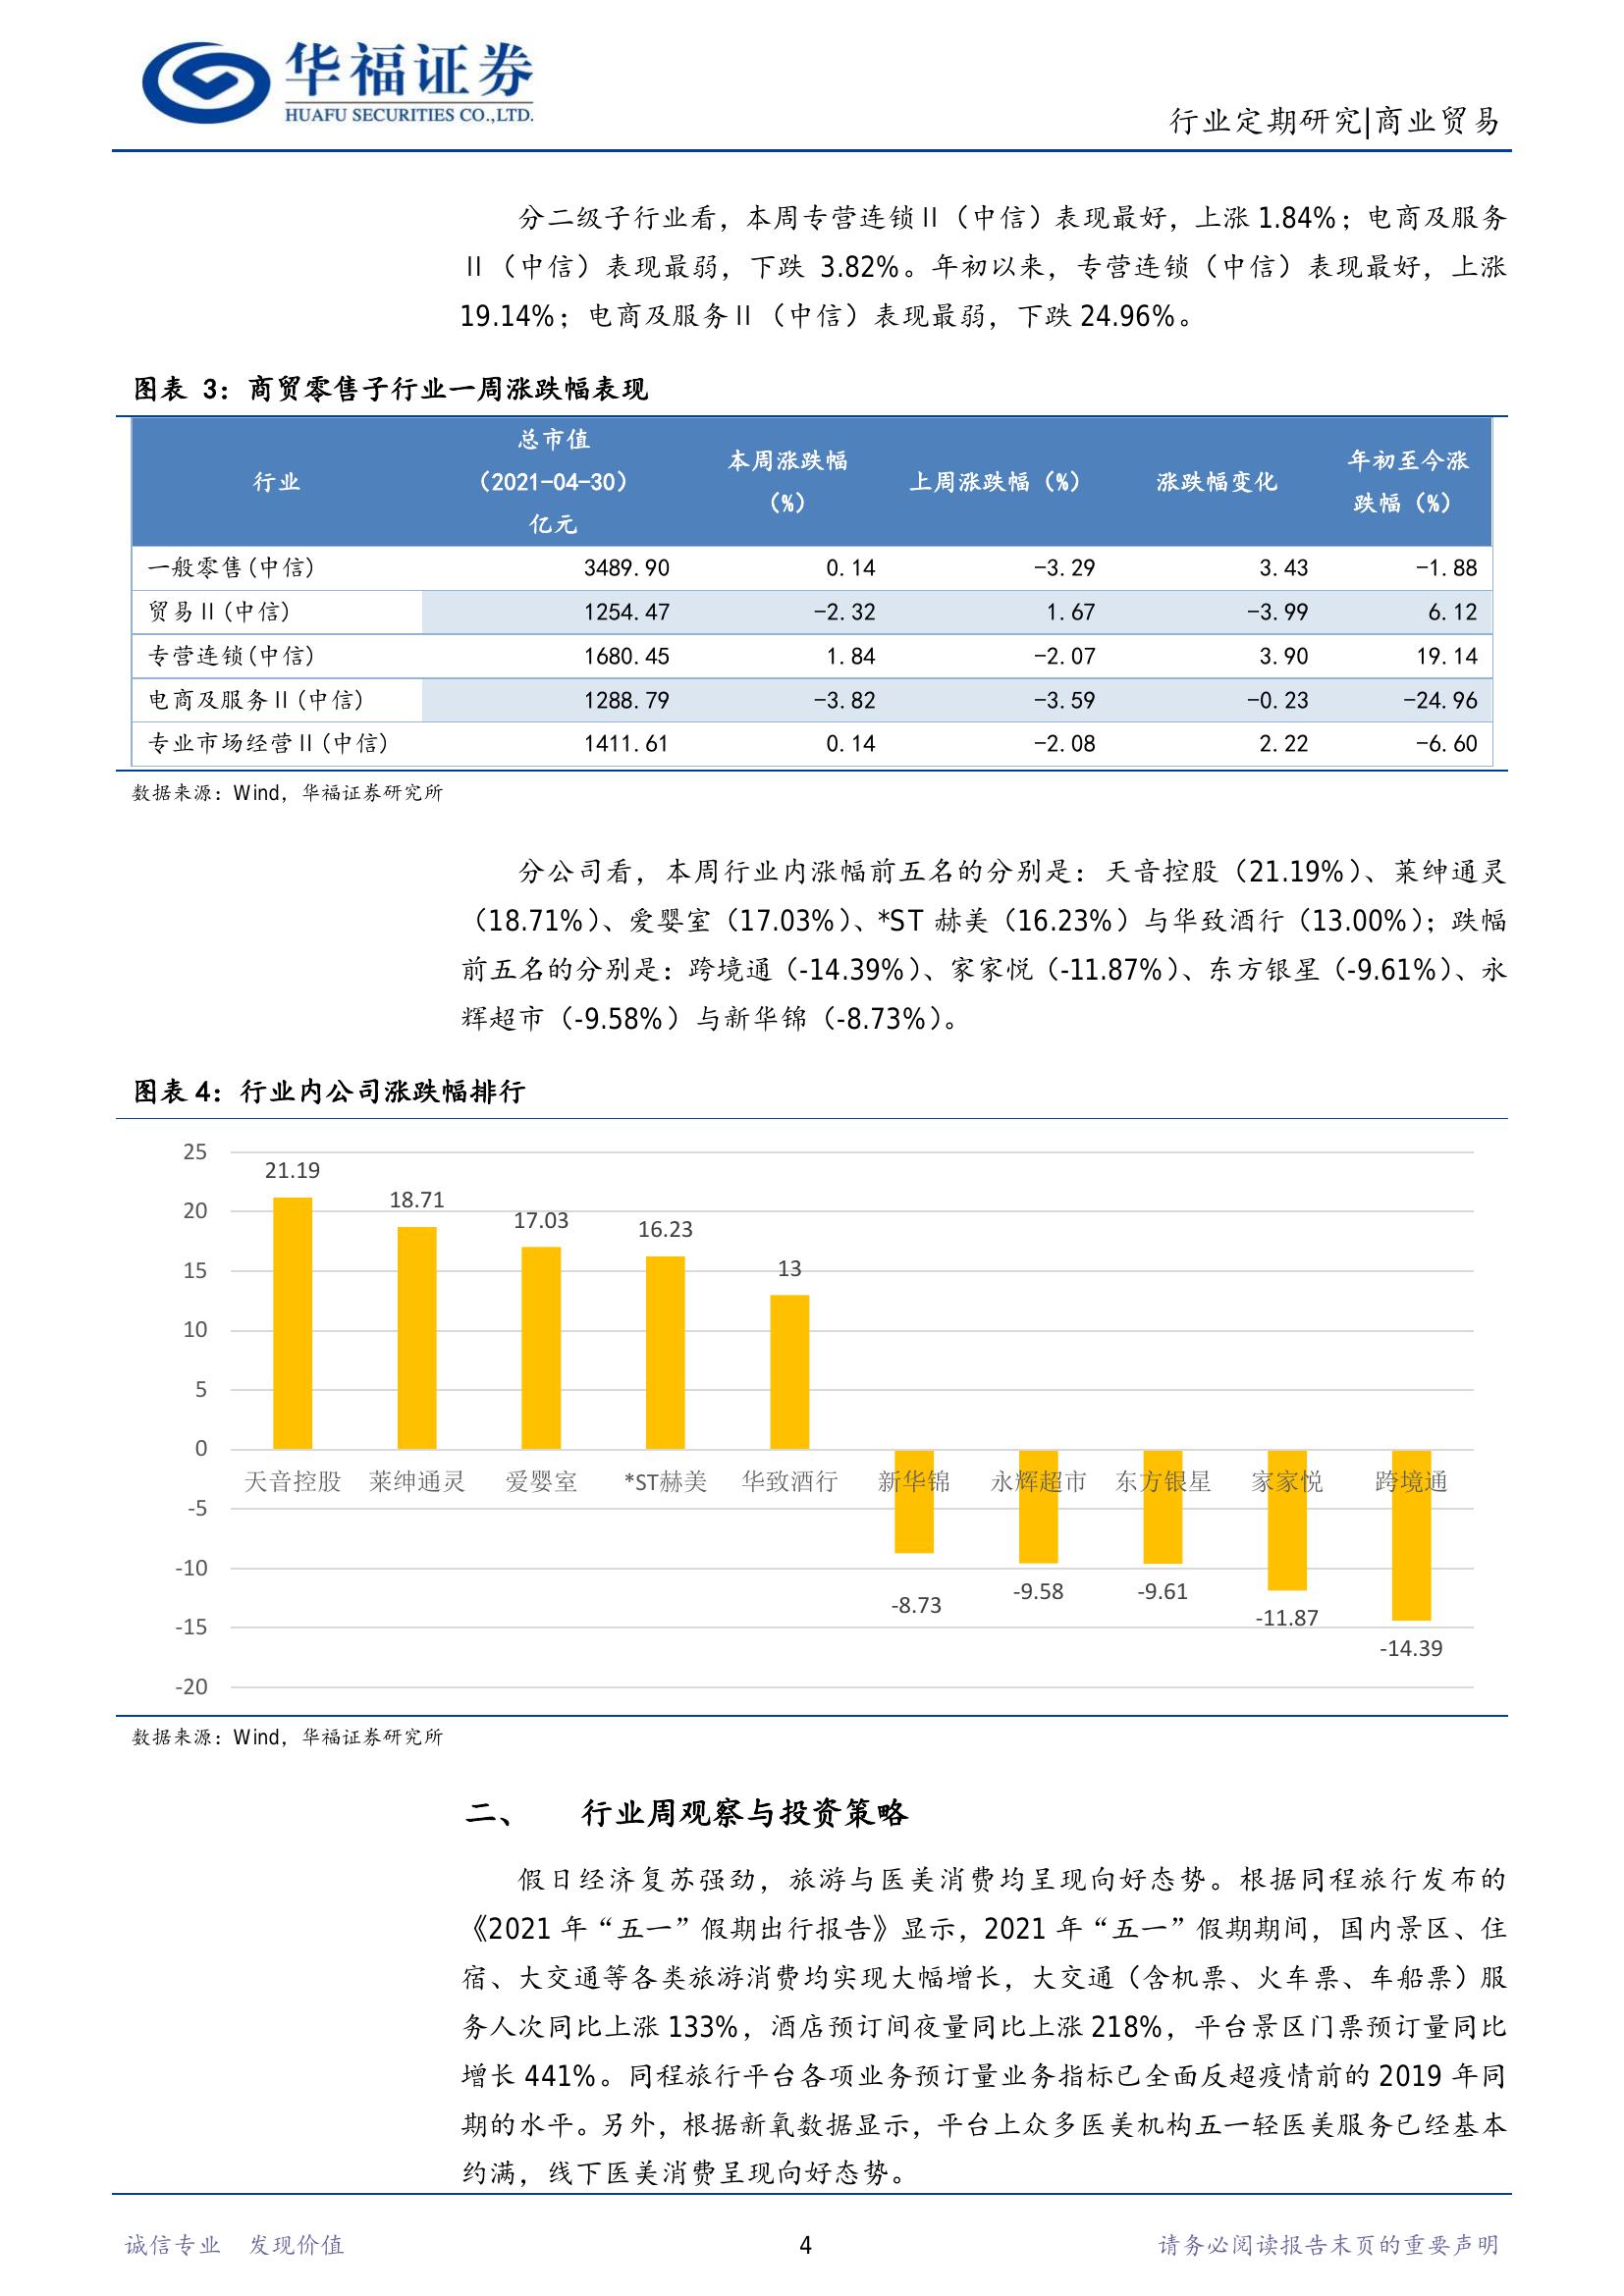 华福证券
HUAFU SECURITIES CO.,LTD.
行业定期研究|商业贸易
分二级子行业看，本周专营连锁Ⅱ（中信）表现最好，上涨 1.84%；电商及服务
Ⅱ（中信）表现最弱，下跌 3.82%。年初以来，专营连锁（中信）表现最好，上涨
19.14%；电商及服务Ⅱ（中信）表现最弱，下跌 24.96%。
图表 3：商贸零售子行业一周涨跌幅表现
行业 总市值（2021-04-30）亿元 本周涨跌幅（%） 上周涨跌幅（%） 涨跌幅变化 年初至今涨跌幅（%）
一般零售(中信) 3489.90 0.14 -3.29 3.43 -1.88
贸易Ⅱ(中信) 1254.47 -2.32 1.67 -3.99 6.12
专营连锁(中信) 1680.45 1.84 -2.07 3.90 19.14
电商及服务Ⅱ(中信) 1288.79 -3.82 -3.59 -0.23 -24.96
专业市场经营Ⅱ(中信) 1411.61 0.14 -2.08 2.22 -6.60
数据来源：Wind，华福证券研究所
分公司看，本周行业内涨幅前五名的分别是：天音控股（21.19%）、莱绅通灵
（18.71%）、爱婴室（17.03%）、*ST 赫美（16.23%）与华致酒行（13.00%）；跌幅
前五名的分别是：跨境通（-14.39%）、家家悦（-11.87%）、东方银星（-9.61%）、永
辉超市（-9.58%）与新华锦（-8.73%）。
图表 4：行业内公司涨跌幅排行
25
20
15
10
5
0
-5
-10
-15
-20
21.19 18.71 17.03 16.23 13
天音控股 莱绅通灵 爱婴室 *ST赫美 华致酒行 新华锦 永辉超市 东方银星 家家悦 跨境通
-8.73 -9.58 -9.61 -11.87 -14.39
数据来源：Wind，华福证券研究所
二、 行业周观察与投资策略
假日经济复苏强劲，旅游与医美消费均呈现向好态势。根据同程旅行发布的
《2021 年“五一”假期出行报告》显示，2021 年“五一”假期期间，国内景区、住
宿、大交通等各类旅游消费均实现大幅增长，大交通（含机票、火车票、车船票）服
务人次同比上涨 133%，酒店预订间夜量同比上涨 218%，平台景区门票预订量同比
增长 441%。同程旅行平台各项业务预订量业务指标已全面反超疫情前的 2019 年同
期的水平。另外，根据新氧数据显示，平台上众多医美机构五一轻医美服务已经基本
约满，线下医美消费呈现向好态势。
诚信专业 发现价值 4 请务必阅读报告末页的重要声明